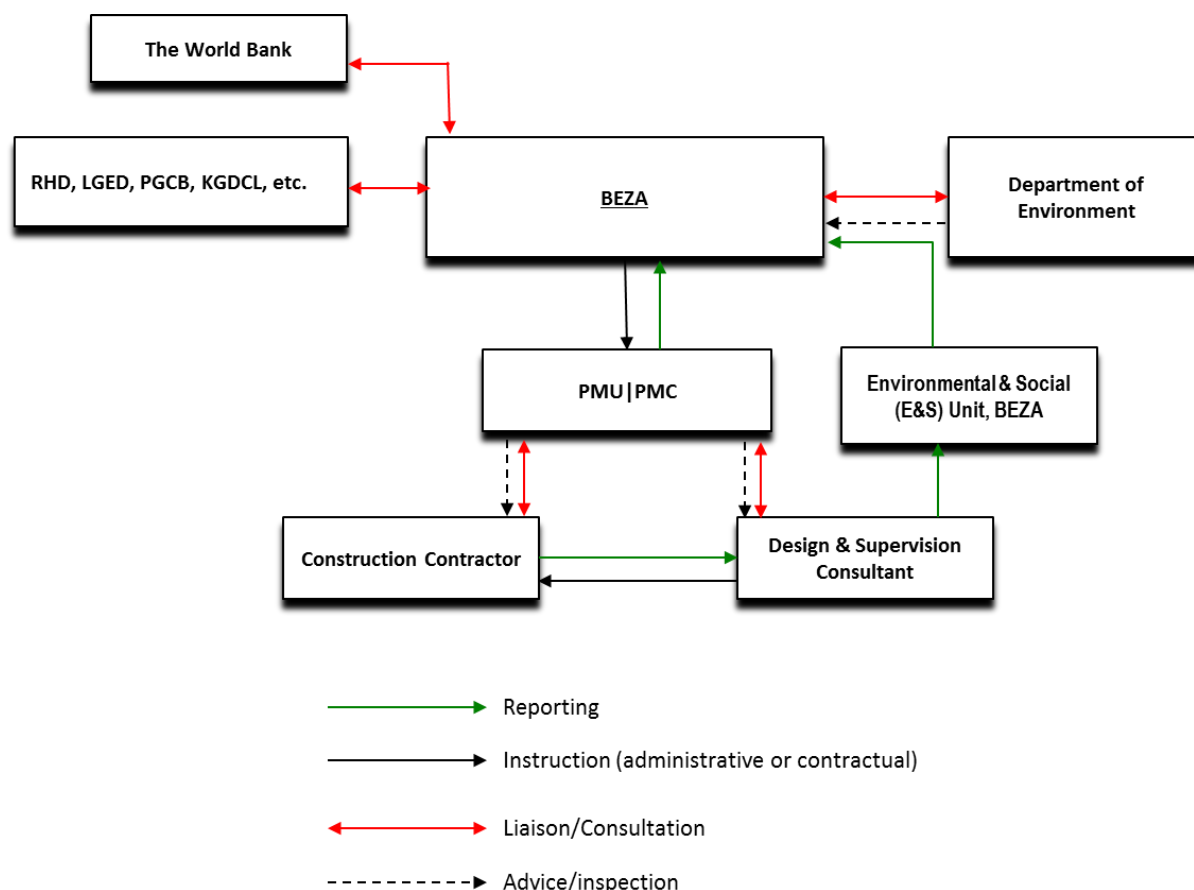 The World Bank
RHD, LGED, PGCB, KGDCL, etc.
BEZA
Department of
Environment
PMU|PMC
Environmental & Social
(E&S) Unit, BEZA
Construction Contractor
Design & Supervision
Consultant
Reporting
Instruction (administrative or contractual)
Liaison/Consultation
Advice/inspection